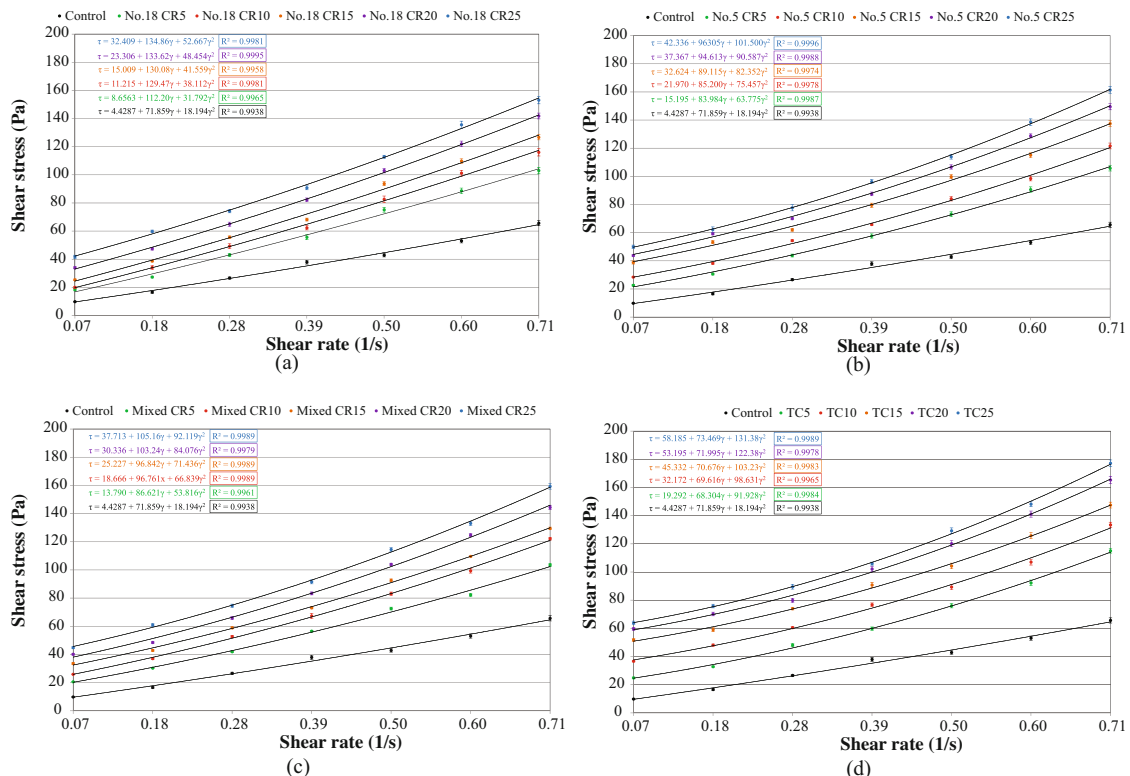 • Control • No.18 CR5 • No.18 CR10 • No.18 CR15 • No.18 CR20 • No.18 CR25
τ = 32.409 + 134.86γ + 52.667γ² R² = 0.9981
τ = 23.306 + 133.62γ + 48.454γ² R² = 0.9995
τ = 15.009 + 130.08γ + 41.559γ² R² = 0.9958
τ = 11.215 + 129.47γ + 38.112γ² R² = 0.9981
τ = 8.6563 + 112.20γ + 31.792γ² R² = 0.9965
τ = 4.4287 + 71.859γ + 18.194γ² R² = 0.9938
Shear stress (Pa)
200
180
160
140
120
100
80
60
40
20
0
0.07 0.18 0.28 0.39 0.50 0.60 0.71
Shear rate (1/s)
(a)
• Control • No.5 CR5 • No.5 CR10 • No.5 CR15 • No.5 CR20 • No.5 CR25
τ = 42.336 + 96305γ + 101.500γ² R² = 0.9996
τ = 37.367 + 94.613γ + 90.587γ² R² = 0.9988
τ = 32.624 + 89.115γ + 82.352γ² R² = 0.9974
τ = 21.970 + 85.200γ + 75.457γ² R² = 0.9978
τ = 15.195 + 83.984γ + 63.775γ² R² = 0.9987
τ = 4.4287 + 71.859γ + 18.194γ² R² = 0.9938
Shear stress (Pa)
200
180
160
140
120
100
80
60
40
20
0
0.07 0.18 0.28 0.39 0.50 0.60 0.71
Shear rate (1/s)
(b)
• Control • Mixed CR5 • Mixed CR10 • Mixed CR15 • Mixed CR20 • Mixed CR25
τ = 37.713 + 105.16γ + 92.119γ² R² = 0.9989
τ = 30.336 + 103.24γ + 84.076γ² R² = 0.9979
τ = 25.227 + 96.842γ + 71.436γ² R² = 0.9989
τ = 18.666 + 96.761x + 66.839γ² R² = 0.9989
τ = 13.790 + 86.621γ + 53.816γ² R² = 0.9961
τ = 4.4287 + 71.859γ + 18.194γ² R² = 0.9938
Shear stress (Pa)
200
180
160
140
120
100
80
60
40
20
0
0.07 0.18 0.28 0.39 0.50 0.60 0.71
Shear rate (1/s)
(c)
• Control • TC5 • TC10 • TC15 • TC20 • TC25
τ = 58.185 + 73.469γ + 131.38γ² R² = 0.9989
τ = 53.195 + 71.995γ + 122.38γ² R² = 0.9978
τ = 45.332 + 70.676γ + 103.23γ² R² = 0.9983
τ = 32.172 + 69.616γ + 98.631γ² R² = 0.9965
τ = 19.292 + 68.304γ + 91.928γ² R² = 0.9984
τ = 4.4287 + 71.859γ + 18.194γ² R² = 0.9938
Shear stress (Pa)
200
180
160
140
120
100
80
60
40
20
0
0.07 0.18 0.28 0.39 0.50 0.60 0.71
Shear rate (1/s)
(d)